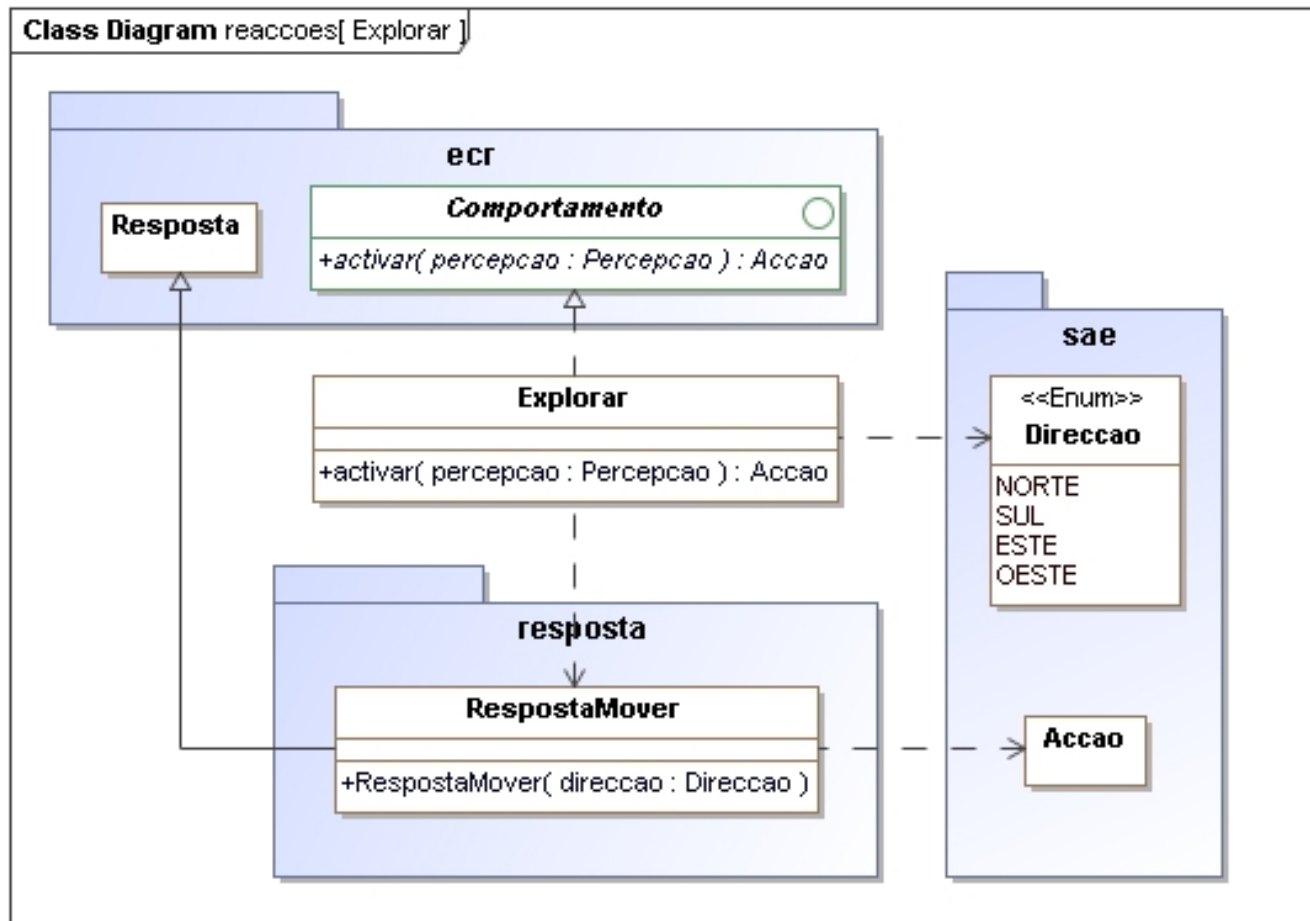 Class Diagram reaccoes[ Explorar ]
ecr
Resposta
Comportamento
+activar( percepcao : Percepcao ) : Accao
sae
<<Enum>>
Direccao
NORTE
SUL
ESTE
OESTE
Explorar
+activar( percepcao : Percepcao ) : Accao
resposta
RespostaMover
+RespostaMover( direccao : Direccao )
Accao